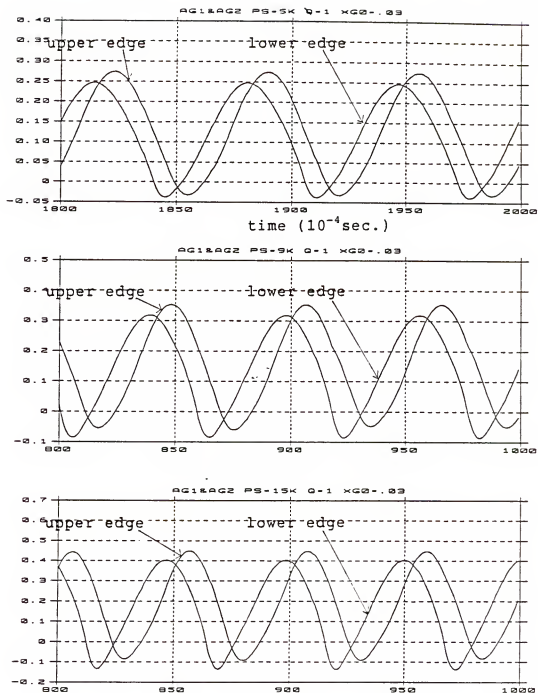 AG1&AG2 PS-5K Q-1 XG0-.03
0.40
0.35
upper edge lower edge
0.30
0.25
0.20
0.15
0.10
0.05
0
-0.05
1800 1850 1900 1950 2000
time (10⁻⁴sec.)
AG1&AG2 PS-9K Q-1 XG0-.03
0.5
0.4
upper edge lower edge
0.3
0.2
0.1
0
-0.1
800 850 900 950 1000
AG1&AG2 PS-15K Q-1 XG0-.03
0.7
0.6
upper edge lower edge
0.5
0.4
0.3
0.2
0.1
0
-0.1
-0.2
800 850 900 950 1000